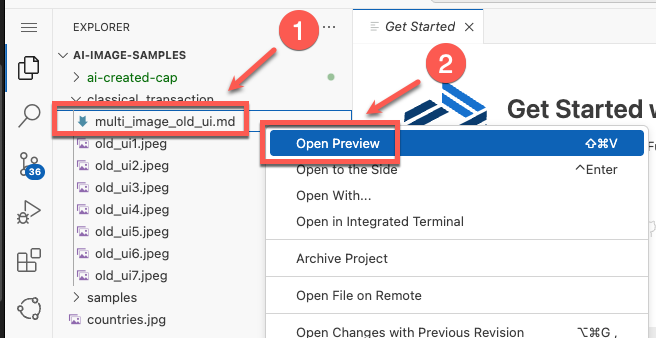 EXPLORER
···
Get Started
1
AI-IMAGE-SAMPLES
ai-created-cap
classical_transaction
2
multi_image_old_ui.md
Get Started
Open Preview
⇧⌘V
old_ui1.jpeg
old_ui2.jpeg
Open to the Side
^Enter
36
old_ui3.jpeg
Open With...
old_ui4.jpeg
Open in Integrated Terminal
old_ui5.jpeg
old_ui6.jpeg
Archive Project
old_ui7.jpeg
samples
Open File on Remote
countries.jpg
Open Changes with Previous Revision
⌥⌘G ,